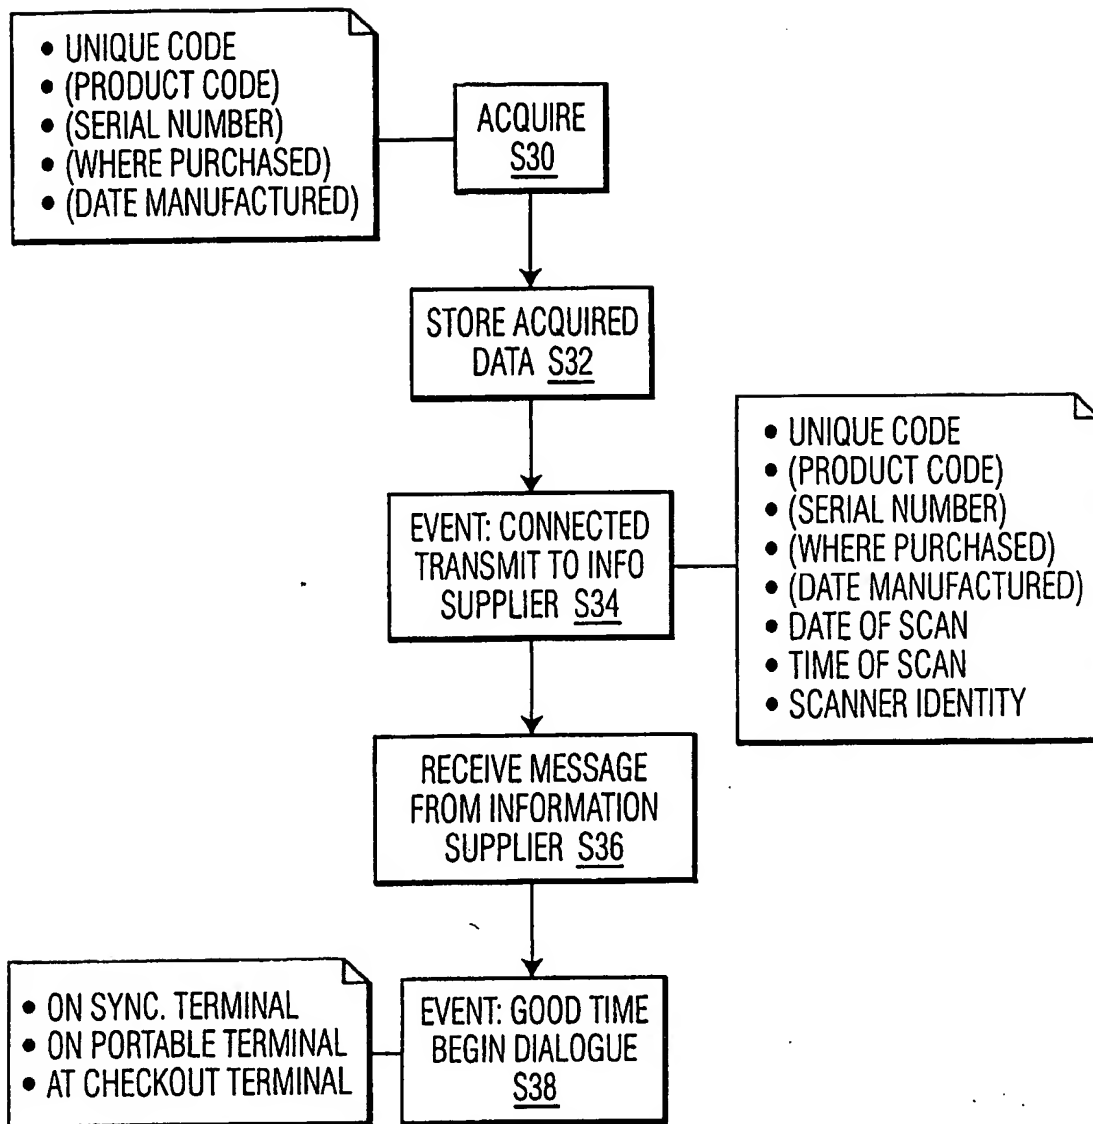 • UNIQUE CODE
• (PRODUCT CODE)
• (SERIAL NUMBER)
• (WHERE PURCHASED)
• (DATE MANUFACTURED)
ACQUIRE
S30
STORE ACQUIRED
DATA S32
EVENT: CONNECTED
TRANSMIT TO INFO
SUPPLIER S34
• UNIQUE CODE
• (PRODUCT CODE)
• (SERIAL NUMBER)
• (WHERE PURCHASED)
• (DATE MANUFACTURED)
• DATE OF SCAN
• TIME OF SCAN
• SCANNER IDENTITY
RECEIVE MESSAGE
FROM INFORMATION
SUPPLIER S36
• ON SYNC. TERMINAL
• ON PORTABLE TERMINAL
• AT CHECKOUT TERMINAL
EVENT: GOOD TIME
BEGIN DIALOGUE
S38